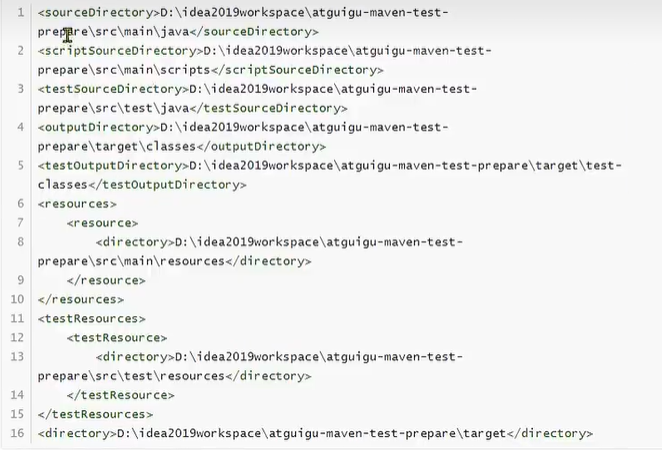 1 <sourceDirectory>D:\idea2019workspace\atguigu-maven-test-
prepare\src\main\java</sourceDirectory>
2 <scriptSourceDirectory>D:\idea2019workspace\atguigu-maven-test-
prepare\src\main\scripts</scriptSourceDirectory>
3 <testSourceDirectory>D:\idea2019workspace\atguigu-maven-test-
prepare\src\test\java</testSourceDirectory>
4 <outputDirectory>D:\idea2019workspace\atguigu-maven-test-
prepare\target\classes</outputDirectory>
5 <testOutputDirectory>D:\idea2019workspace\atguigu-maven-test-prepare\target\test-
classes</testOutputDirectory>
6 <resources>
7     <resource>
8         <directory>D:\idea2019workspace\atguigu-maven-test-
prepare\src\main\resources</directory>
9     </resource>
10 </resources>
11 <testResources>
12     <testResource>
13         <directory>D:\idea2019workspace\atguigu-maven-test-
prepare\src\test\resources</directory>
14     </testResource>
15 </testResources>
16 <directory>D:\idea2019workspace\atguigu-maven-test-prepare\target</directory>